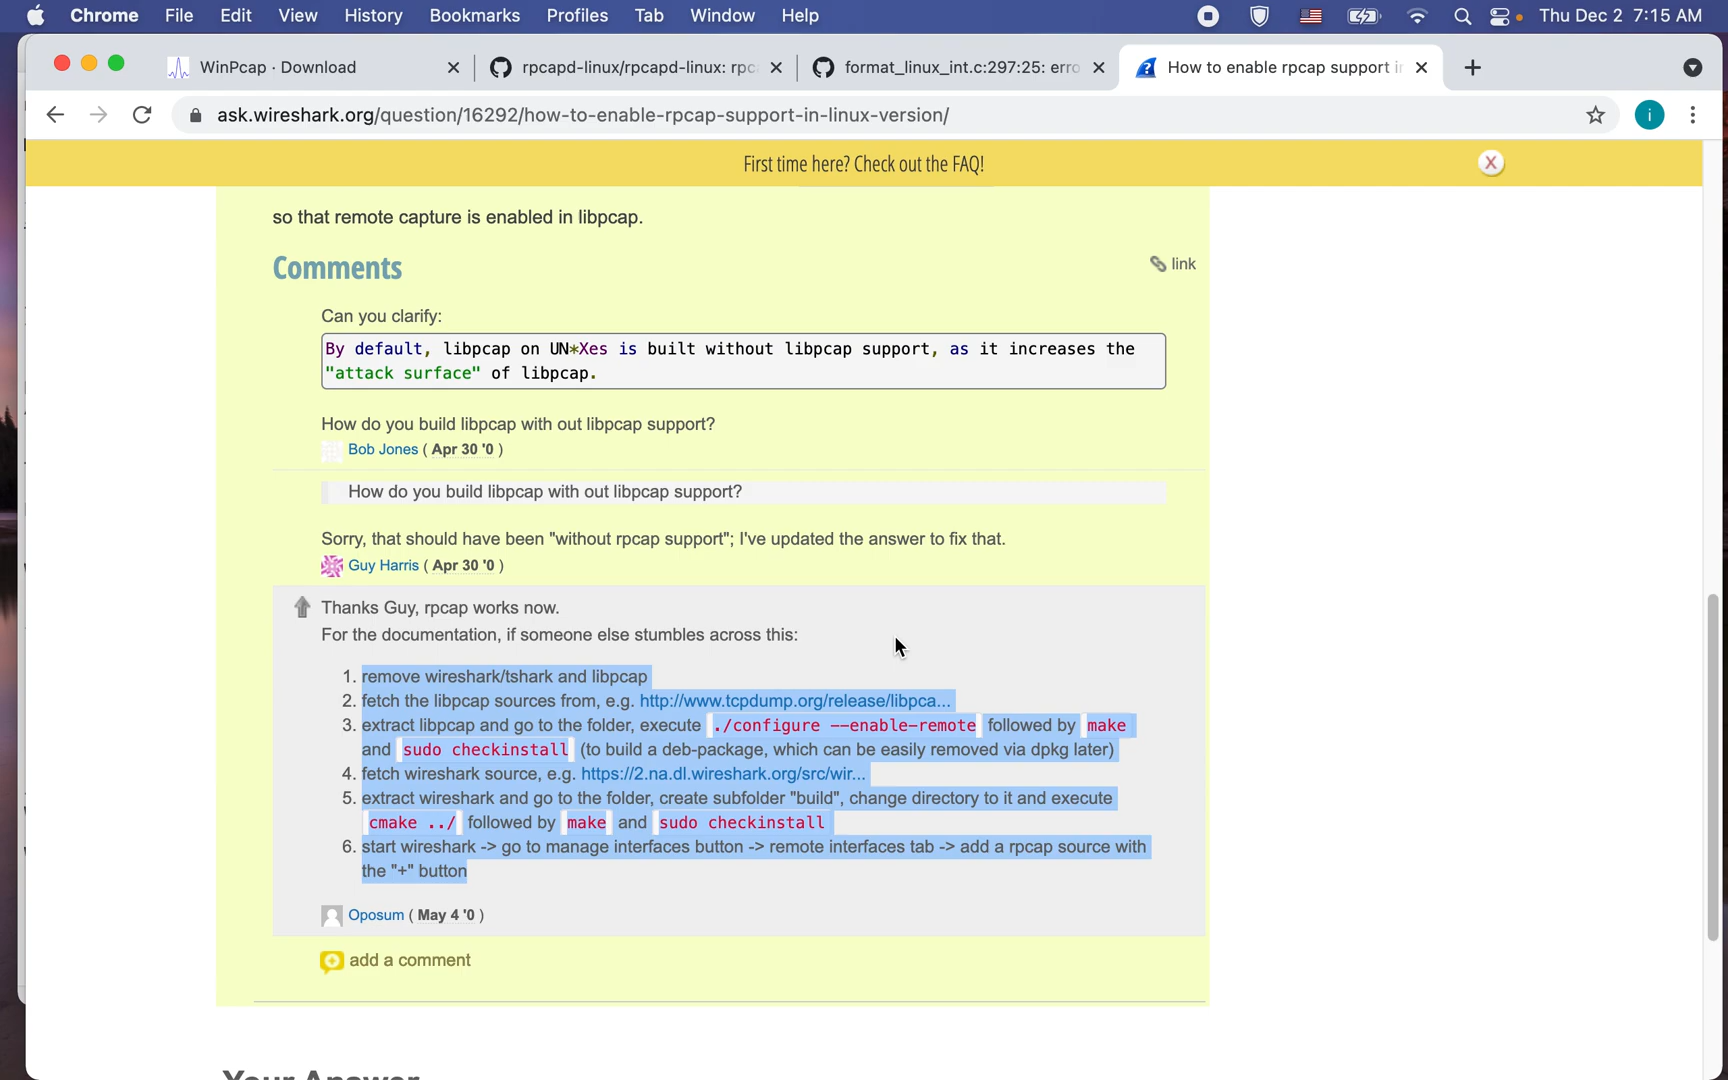 Chrome File Edit View History Bookmarks Profiles Tab Window Help Thu Dec 2 7:15 AM
WinPcap · Download rpcapd-linux/rpcapd-linux: rpc format_linux_int.c:297:25: erro How to enable rpcap support i
ask.wireshark.org/question/16292/how-to-enable-rpcap-support-in-linux-version/ i
First time here? Check out the FAQ! X
so that remote capture is enabled in libpcap.
Comments link
Can you clarify:
By default, libpcap on UN*Xes is built without libpcap support, as it increases the
"attack surface" of libpcap.
How do you build libpcap with out libpcap support?
Bob Jones ( Apr 30 '0 )
How do you build libpcap with out libpcap support?
Sorry, that should have been "without rpcap support"; I've updated the answer to fix that.
Guy Harris ( Apr 30 '0 )
Thanks Guy, rpcap works now.
For the documentation, if someone else stumbles across this:
1. remove wireshark/tshark and libpcap
2. fetch the libpcap sources from, e.g. http://www.tcpdump.org/release/libpca...
3. extract libpcap and go to the folder, execute ./configure --enable-remote followed by make
and sudo checkinstall (to build a deb-package, which can be easily removed via dpkg later)
4. fetch wireshark source, e.g. https://2.na.dl.wireshark.org/src/wir...
5. extract wireshark and go to the folder, create subfolder "build", change directory to it and execute
cmake ../ followed by make and sudo checkinstall
6. start wireshark -> go to manage interfaces button -> remote interfaces tab -> add a rpcap source with
the "+" button
Oposum ( May 4 '0 )
add a comment
Your Answer